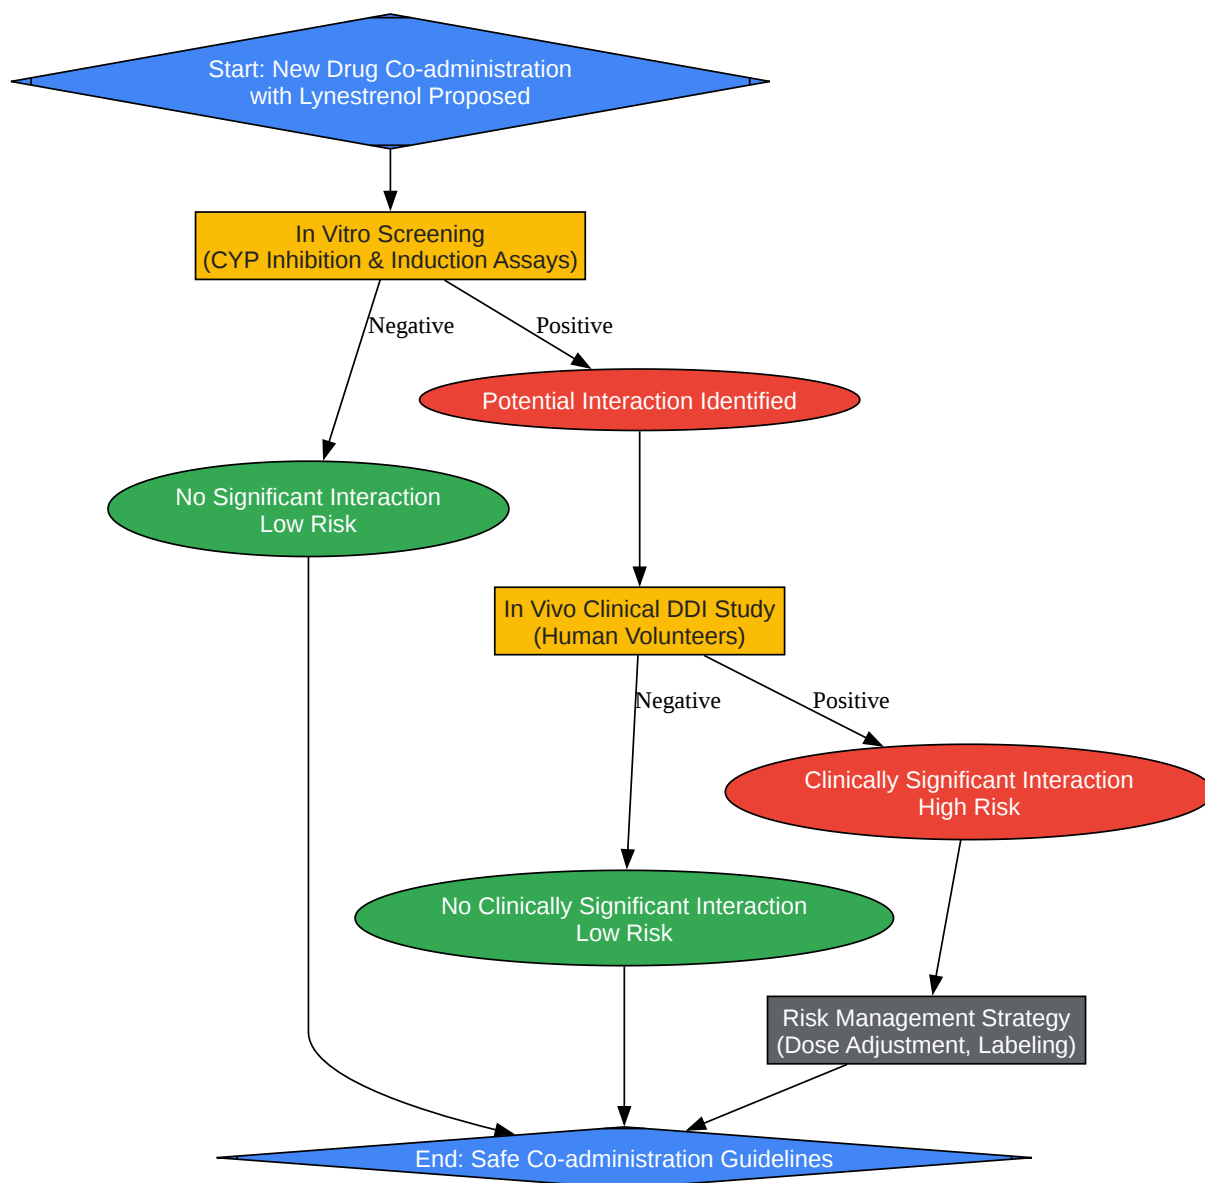 Start: New Drug Co-administration
with Lynestrenol Proposed
In Vitro Screening
(CYP Inhibition & Induction Assays)
Negative
Positive
Potential Interaction Identified
No Significant Interaction
Low Risk
In Vivo Clinical DDI Study
(Human Volunteers)
Negative
Positive
Clinically Significant Interaction
High Risk
No Clinically Significant Interaction
Low Risk
Risk Management Strategy
(Dose Adjustment, Labeling)
End: Safe Co-administration Guidelines